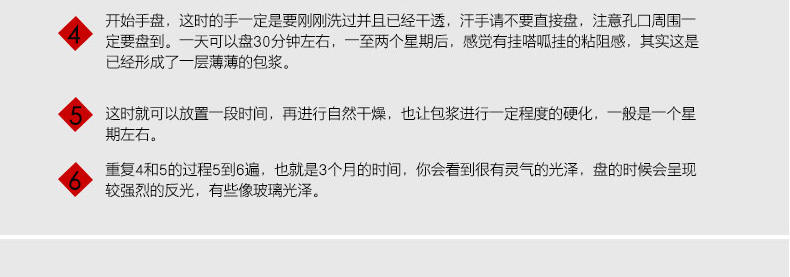 4
开始手盘，这时的手一定是要刚刚洗过并且已经干透，汗手请不要直接盘，注意孔口周围一
定要盘到。一天可以盘30分钟左右，一至两个星期后，感觉有挂嗒呱挂的粘阻感，其实这是
已经形成了一层薄薄的包浆。
5
这时就可以放置一段时间，再进行自然干燥，也让包浆进行一定程度的硬化，一般是一个星
期左右。
6
重复4和5的过程5到6遍，也就是3个月的时间，你会看到很有灵气的光泽，盘的时候会呈现
较强烈的反光，有些像玻璃光泽。